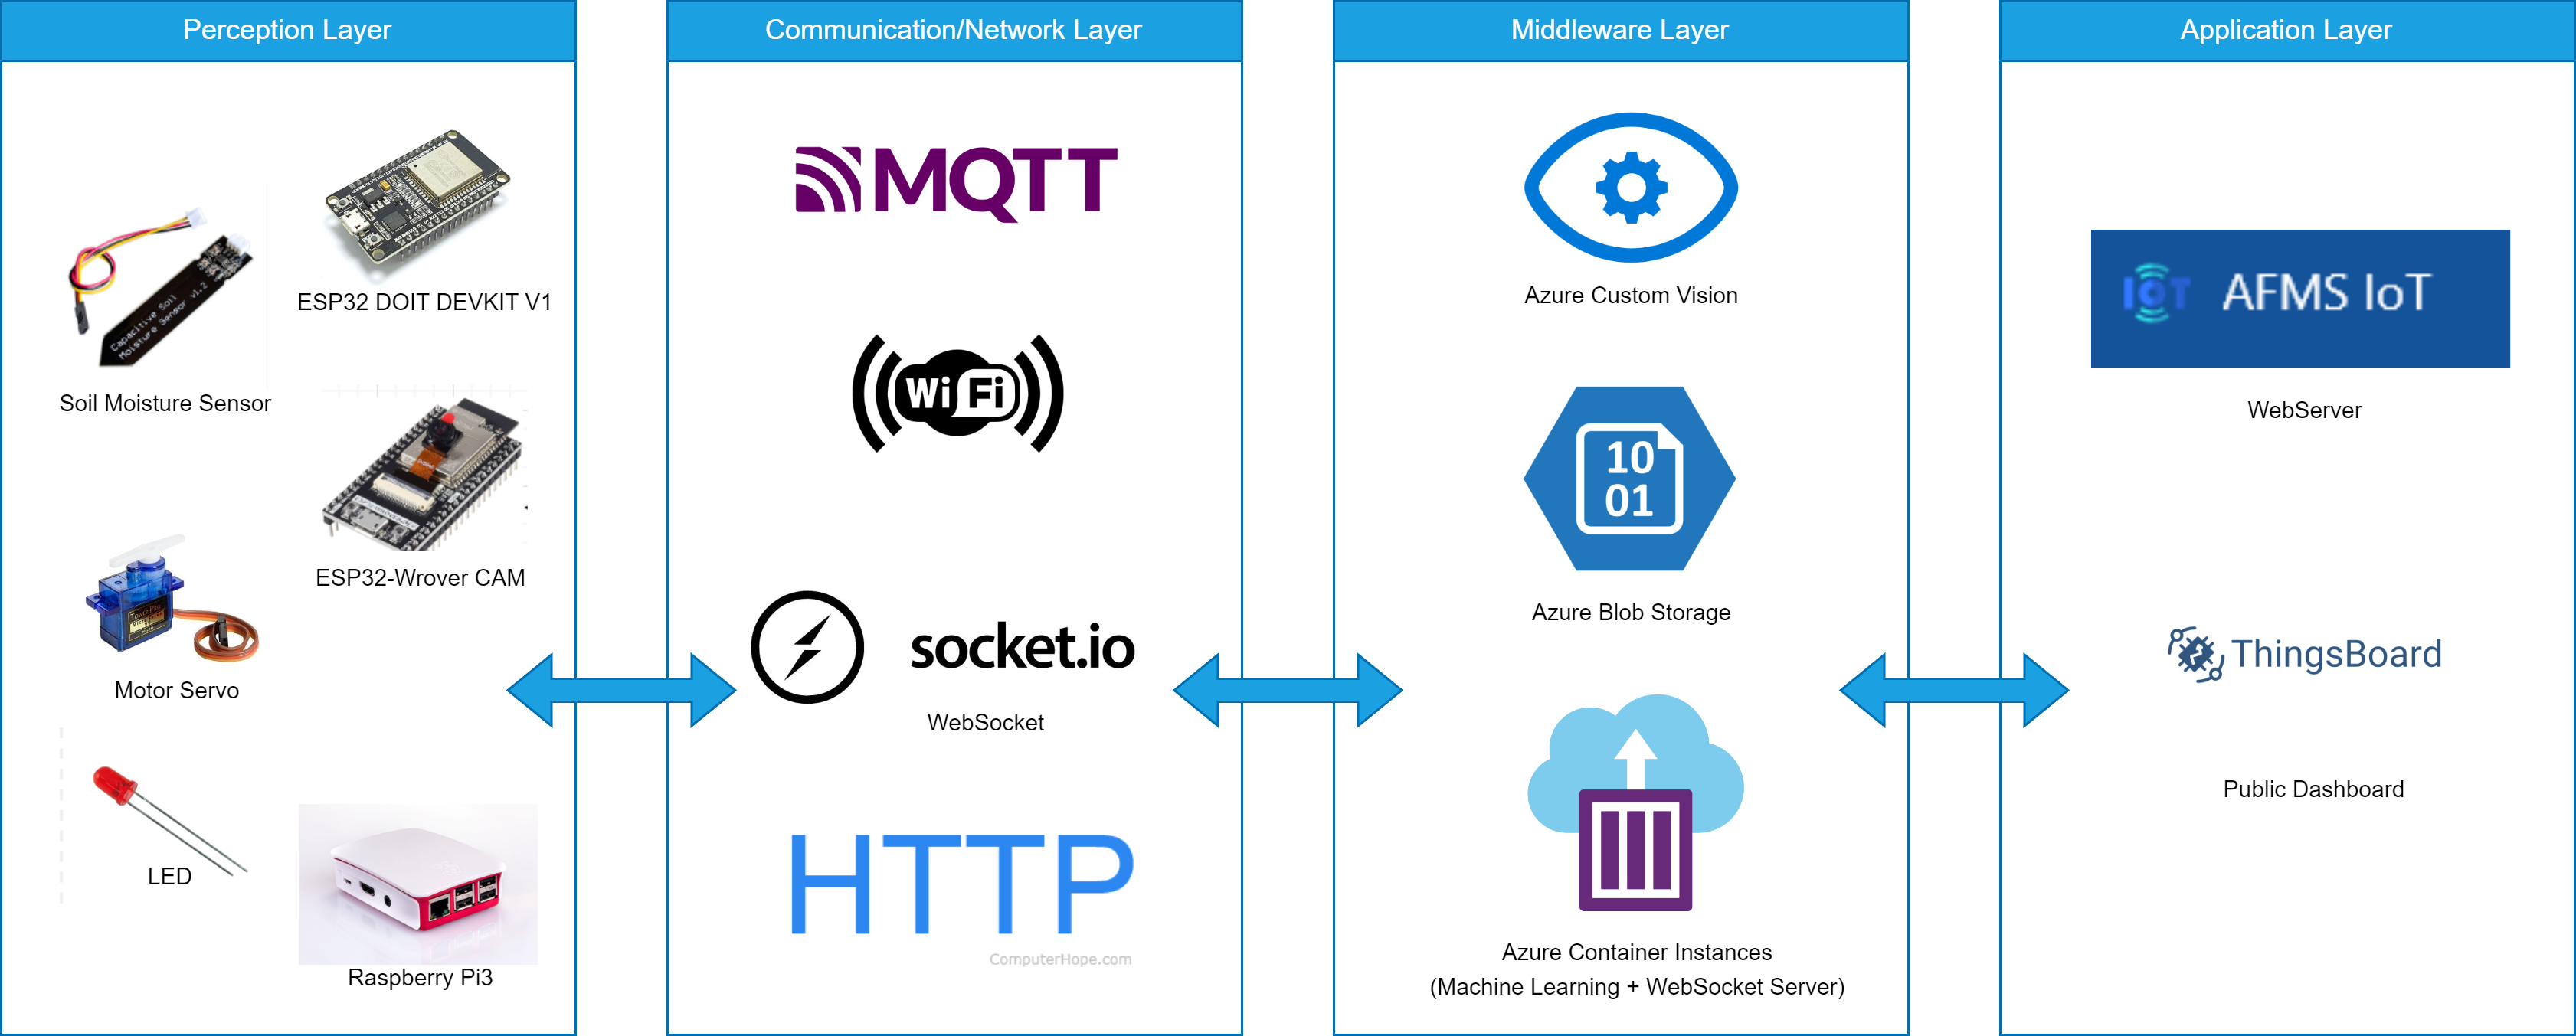 Perception Layer
Capacitive Soil
Moisture Sensor v1.2
Soil Moisture Sensor
ESP32 DOIT DEVKIT V1
ESP32-Wrover CAM
Motor Servo
LED
Raspberry Pi3
Communication/Network Layer
MQTT
WiFi
socket.io
WebSocket
HTTP
ComputerHope.com
Middleware Layer
Azure Custom Vision
10
01
Azure Blob Storage
Azure Container Instances
(Machine Learning + WebSocket Server)
Application Layer
IoT AFMS IoT
WebServer
ThingsBoard
Public Dashboard